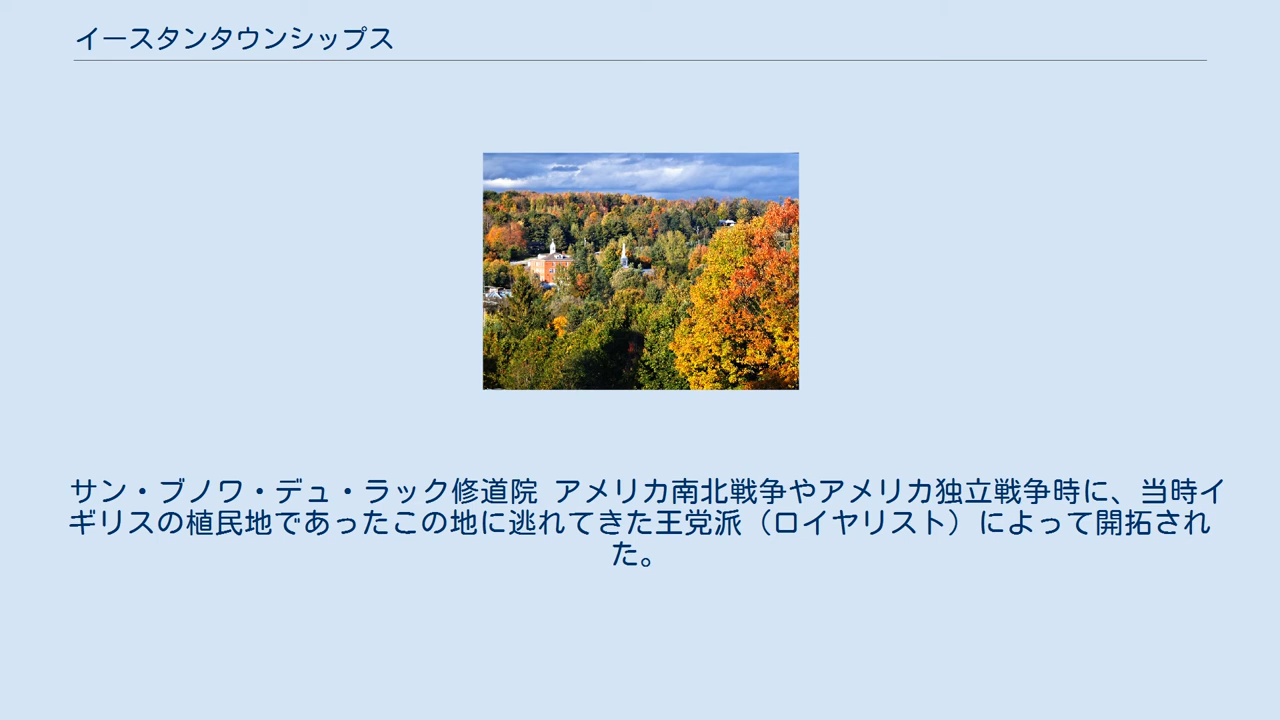 イースタンタウンシップス
サン・ブノワ・デュ・ラック修道院 アメリカ南北戦争やアメリカ独立戦争時に、当時イ
ギリスの植民地であったこの地に逃れてきた王党派（ロイヤリスト）によって開拓され
た。